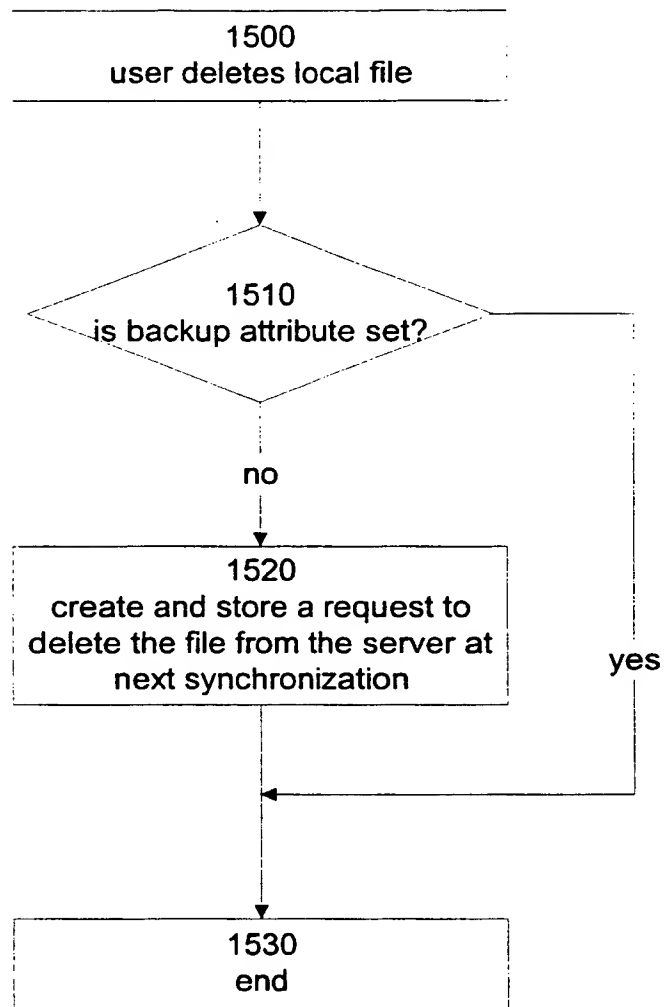 1500
user deletes local file
1510
is backup attribute set?
no
1520
create and store a request to
delete the file from the server at
next synchronization
yes
1530
end